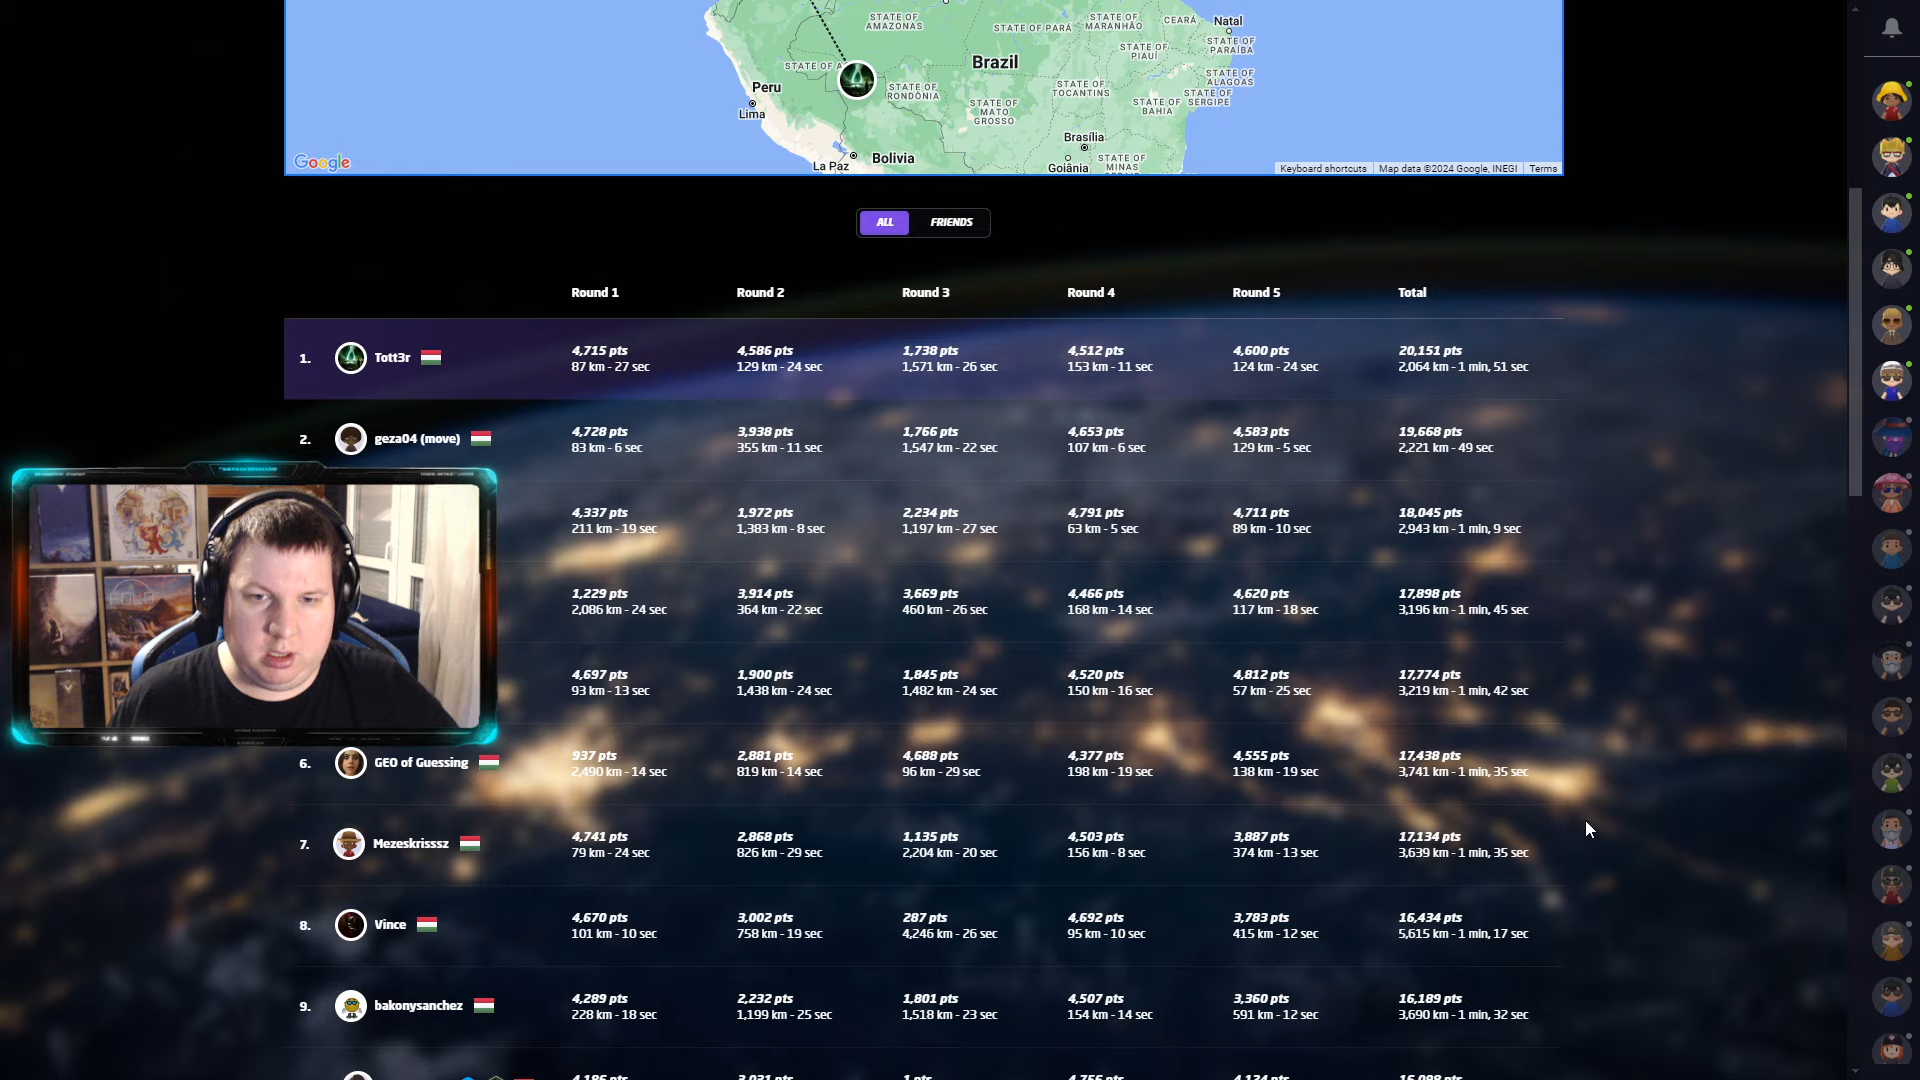 STATE OF AMAZONAS
STATE OF PARÁ
STATE OF MARANHÃO
CEARÁ
Natal
STATE OF PARAÍBA
STATE OF PIAUÍ
STATE OF ALAGOAS
STATE OF SERGIPE
Brazil
STATE OF A
STATE OF RONDÔNIA
STATE OF TOCANTINS
STATE OF BAHIA
STATE OF MATO GROSSO
Peru
Lima
Brasília
La Paz
Bolivia
Goiânia
STATE OF MINAS
Google
Keyboard shortcuts
Map data ©2024 Google, INEGI
Terms
ALL
FRIENDS
Round 1 Round 2 Round 3 Round 4 Round 5 Total
1. Tott3r
4,715 pts 4,586 pts 1,738 pts 4,512 pts 4,600 pts 20,151 pts
87 km - 27 sec 129 km - 24 sec 1,571 km - 26 sec 153 km - 11 sec 124 km - 24 sec 2,064 km - 1 min, 51 sec
2. geza04 (move)
4,728 pts 3,938 pts 1,766 pts 4,653 pts 4,583 pts 19,668 pts
83 km - 6 sec 355 km - 11 sec 1,547 km - 22 sec 107 km - 6 sec 129 km - 5 sec 2,221 km - 49 sec
4,337 pts 1,972 pts 2,234 pts 4,791 pts 4,711 pts 18,045 pts
211 km - 19 sec 1,383 km - 8 sec 1,197 km - 27 sec 63 km - 5 sec 89 km - 10 sec 2,943 km - 1 min, 9 sec
1,229 pts 3,914 pts 3,669 pts 4,466 pts 4,620 pts 17,898 pts
2,086 km - 24 sec 364 km - 22 sec 460 km - 26 sec 168 km - 14 sec 117 km - 18 sec 3,196 km - 1 min, 45 sec
4,697 pts 1,900 pts 1,845 pts 4,520 pts 4,812 pts 17,774 pts
93 km - 13 sec 1,438 km - 24 sec 1,482 km - 24 sec 150 km - 16 sec 57 km - 25 sec 3,219 km - 1 min, 42 sec
6. GEO of Guessing
937 pts 2,881 pts 4,688 pts 4,377 pts 4,555 pts 17,438 pts
2,490 km - 14 sec 819 km - 14 sec 96 km - 29 sec 198 km - 19 sec 138 km - 19 sec 3,741 km - 1 min, 35 sec
7. Mezeskrisssz
4,741 pts 2,868 pts 1,135 pts 4,503 pts 3,887 pts 17,134 pts
79 km - 24 sec 826 km - 29 sec 2,204 km - 20 sec 156 km - 8 sec 374 km - 13 sec 3,639 km - 1 min, 35 sec
8. Vince
4,670 pts 3,002 pts 287 pts 4,692 pts 3,783 pts 16,434 pts
101 km - 10 sec 758 km - 19 sec 4,246 km - 26 sec 95 km - 10 sec 415 km - 12 sec 5,615 km - 1 min, 17 sec
9. bakonysanchez
4,289 pts 2,232 pts 1,801 pts 4,507 pts 3,360 pts 16,189 pts
228 km - 18 sec 1,199 km - 25 sec 1,518 km - 23 sec 154 km - 14 sec 591 km - 12 sec 3,690 km - 1 min, 32 sec